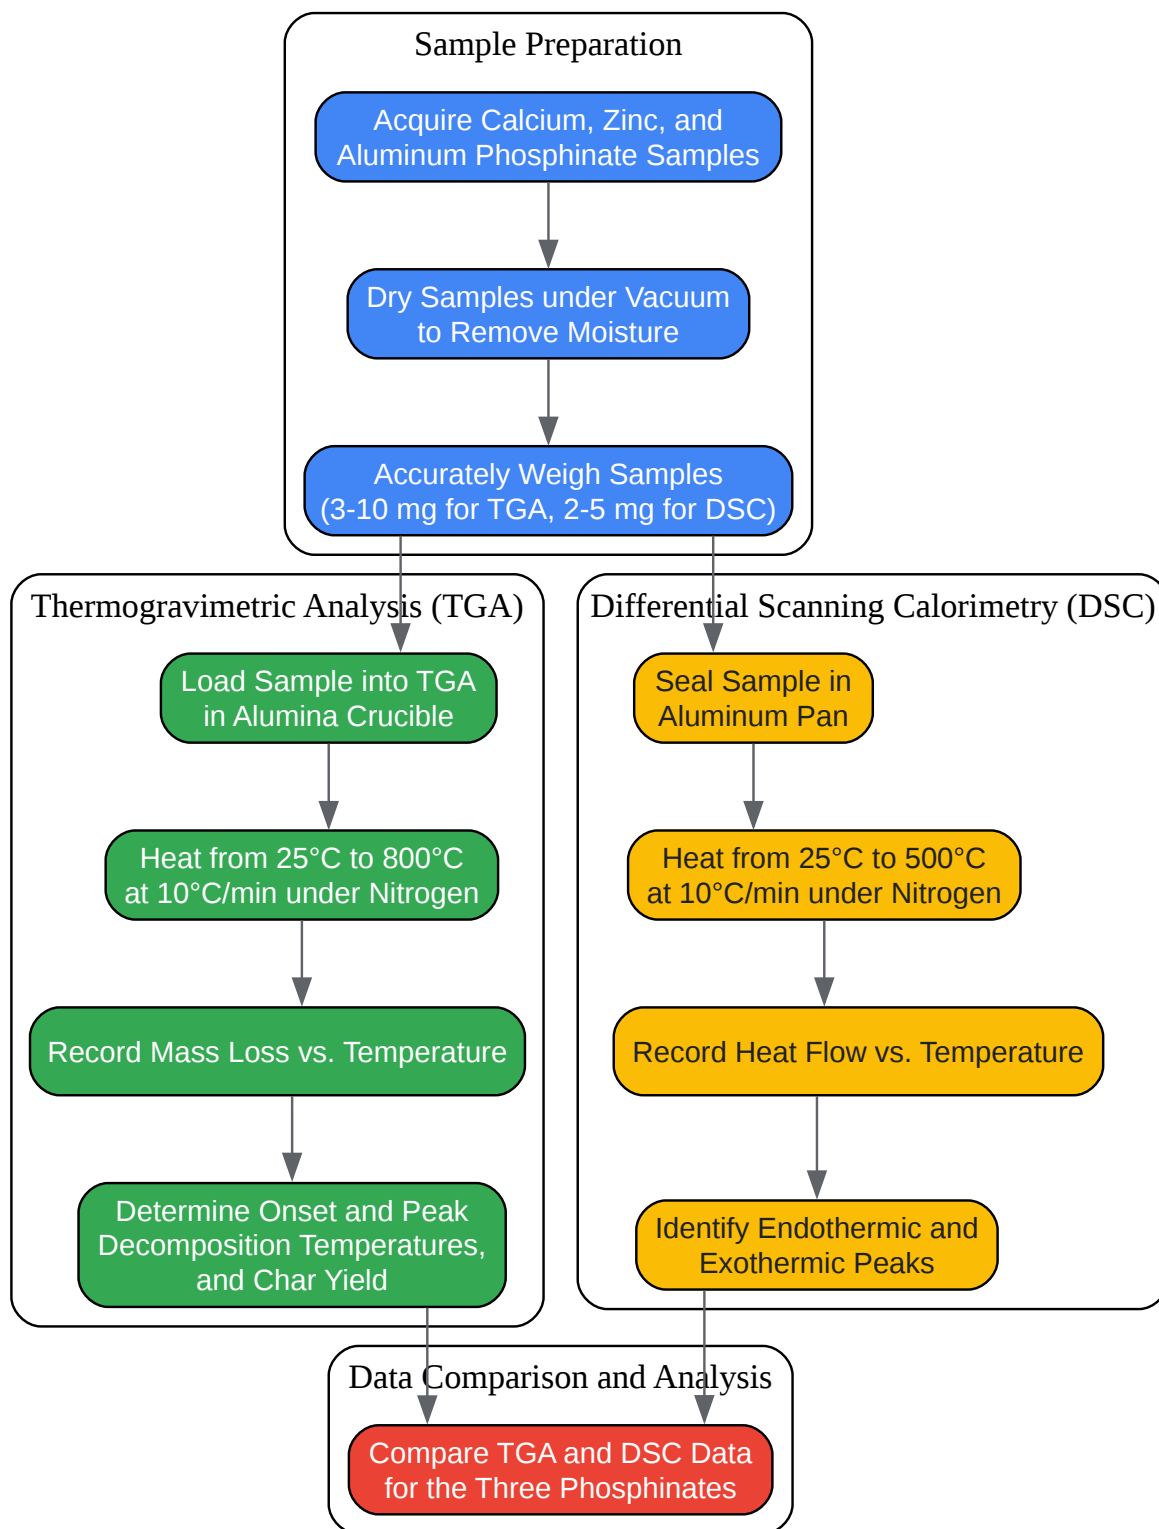 Sample Preparation
Acquire Calcium, Zinc, and
Aluminum Phosphinate Samples
Dry Samples under Vacuum
to Remove Moisture
Accurately Weigh Samples
(3-10 mg for TGA, 2-5 mg for DSC)
Thermogravimetric Analysis (TGA)
Load Sample into TGA
in Alumina Crucible
Heat from 25°C to 800°C
at 10°C/min under Nitrogen
Record Mass Loss vs. Temperature
Determine Onset and Peak
Decomposition Temperatures,
and Char Yield
Differential Scanning Calorimetry (DSC)
Seal Sample in
Aluminum Pan
Heat from 25°C to 500°C
at 10°C/min under Nitrogen
Record Heat Flow vs. Temperature
Identify Endothermic and
Exothermic Peaks
Data Comparison and Analysis
Compare TGA and DSC Data
for the Three Phosphinates